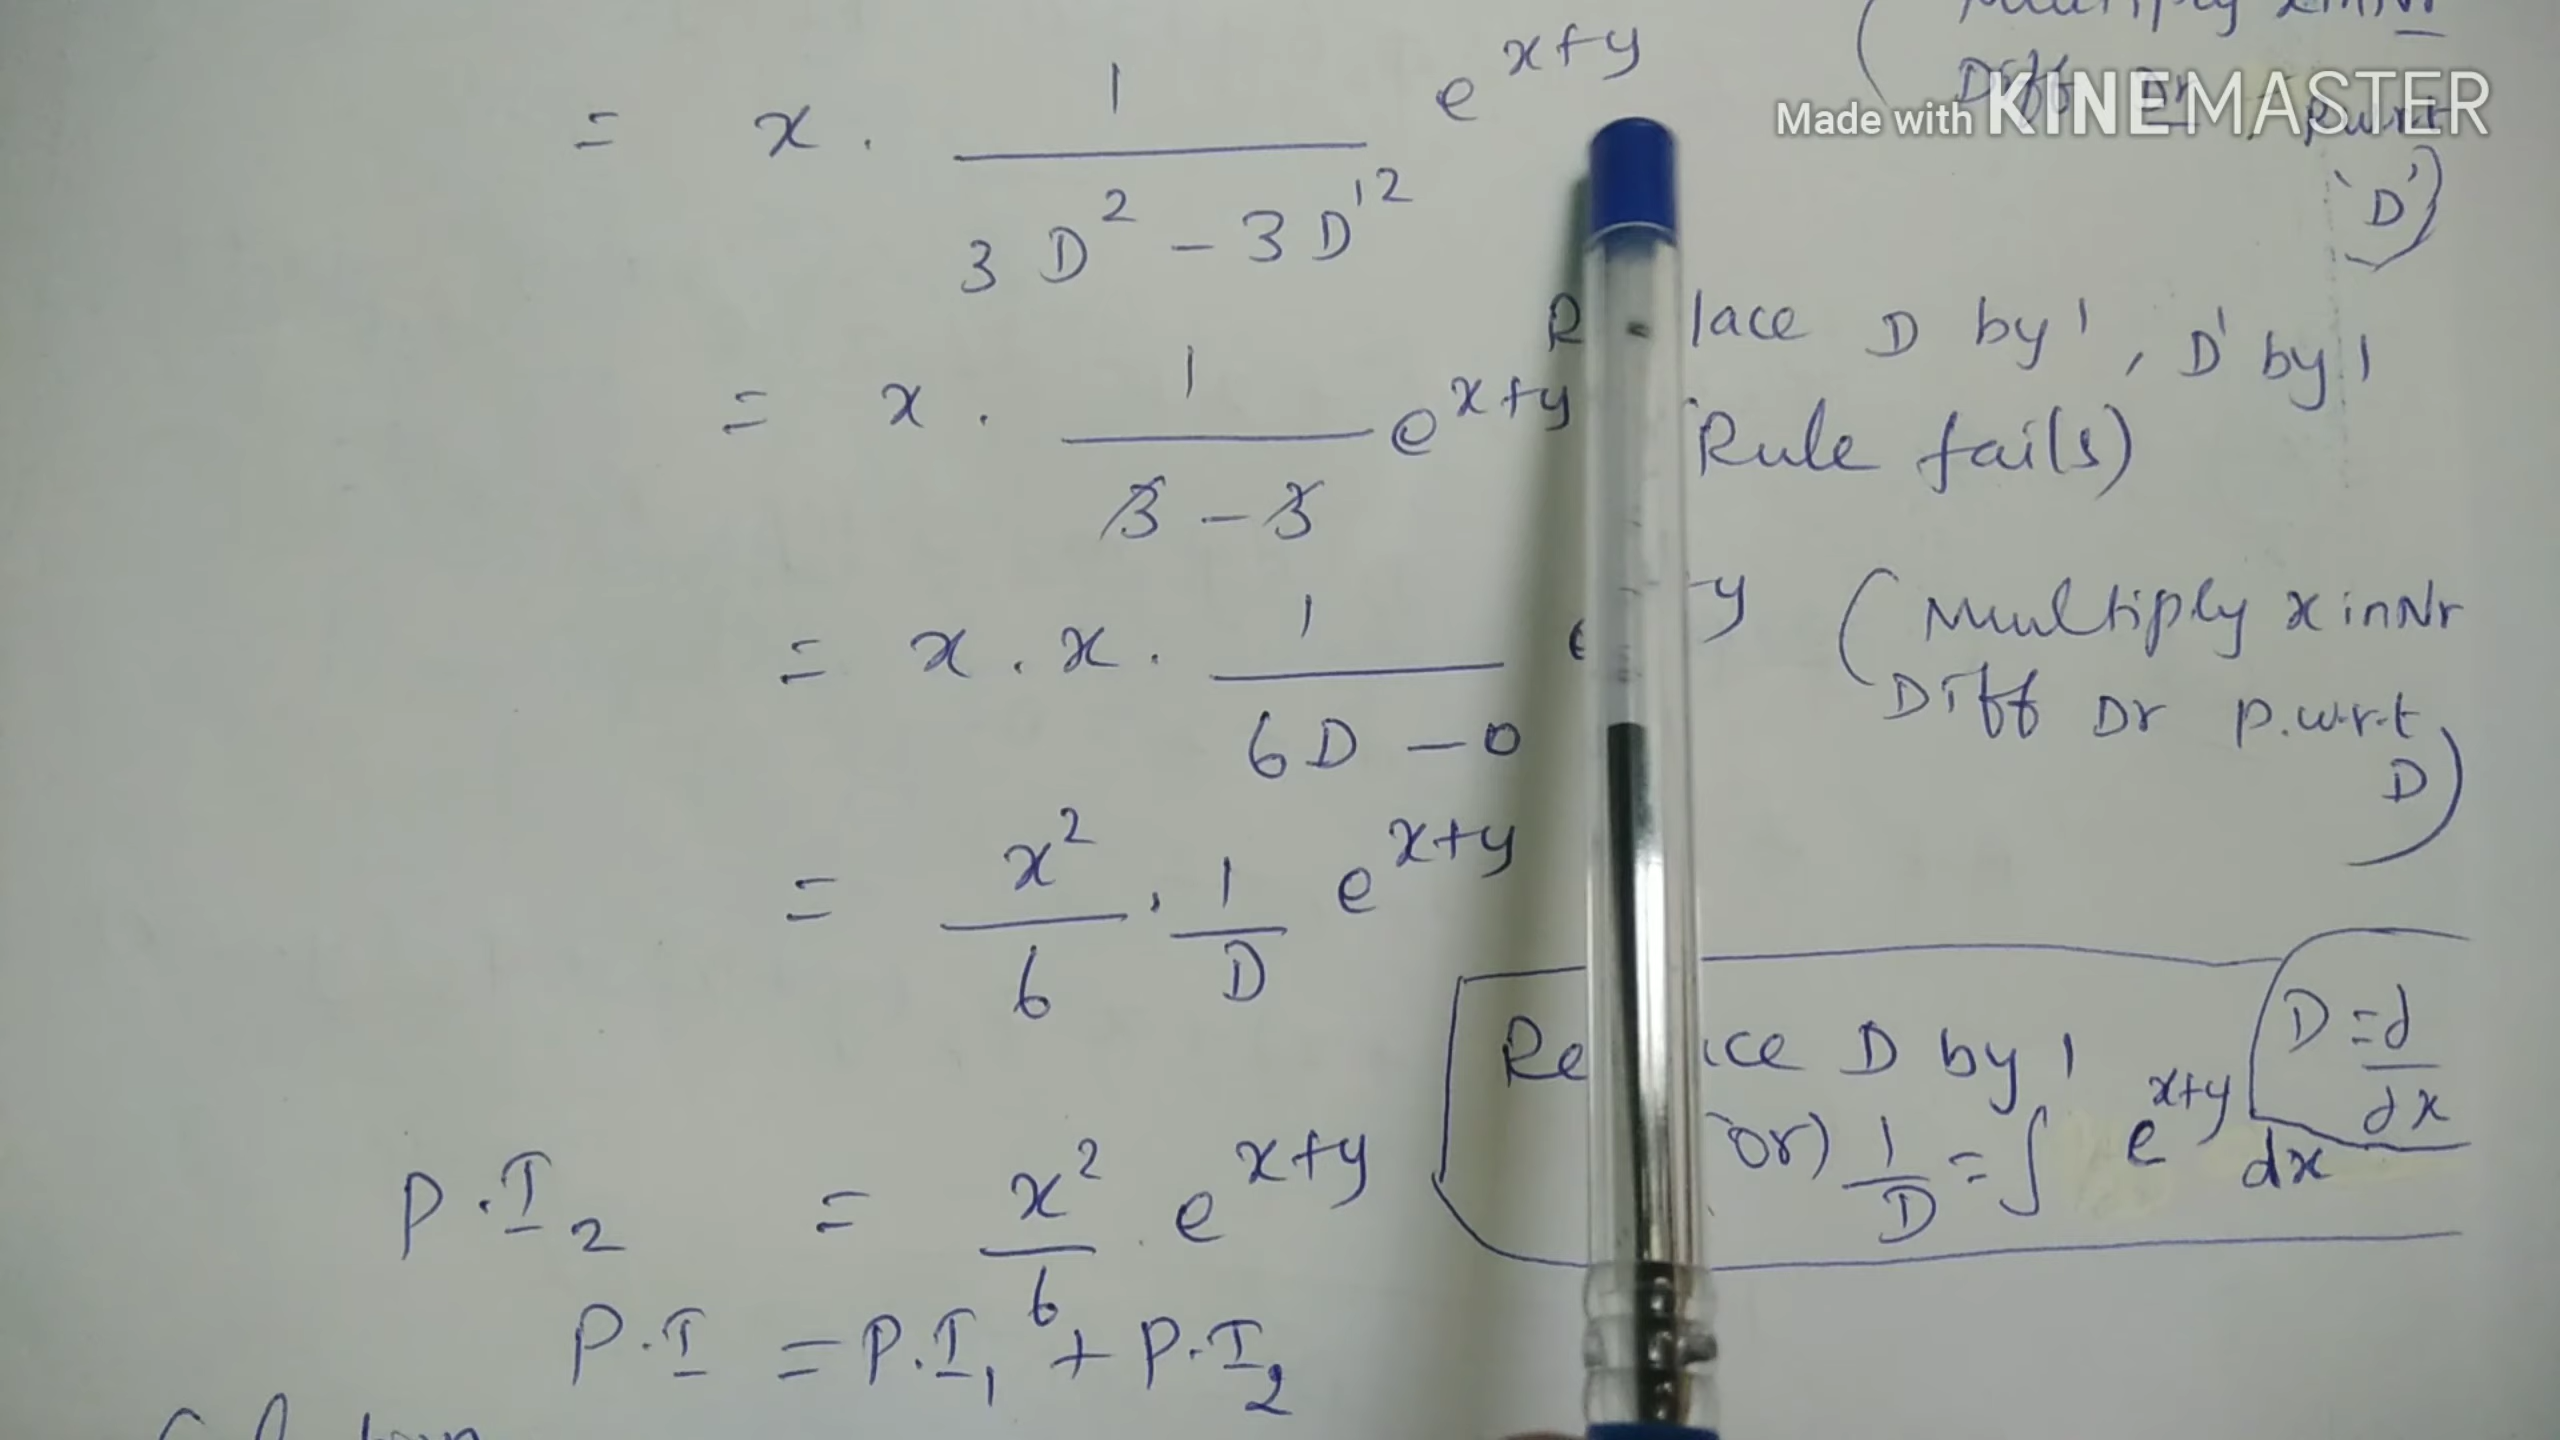 Diff Dr p.w.r.t
'D')
Made with KINEMASTER
= x . 1 / (3D² - 3D'²) e^(x+y)
lace D by 1, D' by 1
= x . 1 / (3 - 3) e^(x+y) Rule fails)
= x . x . 1 / (6D - 0) y (Multiply x in Nr
Diff Dr p.w.r.t
D)
= x²/6 . 1/D e^(x+y)
D by 1 D = d/dx
or) 1/D = ∫ e^(x+y) dx
P.I₂ = x²/6 . e^(x+y)
P.I = P.I₁ + P.I₂